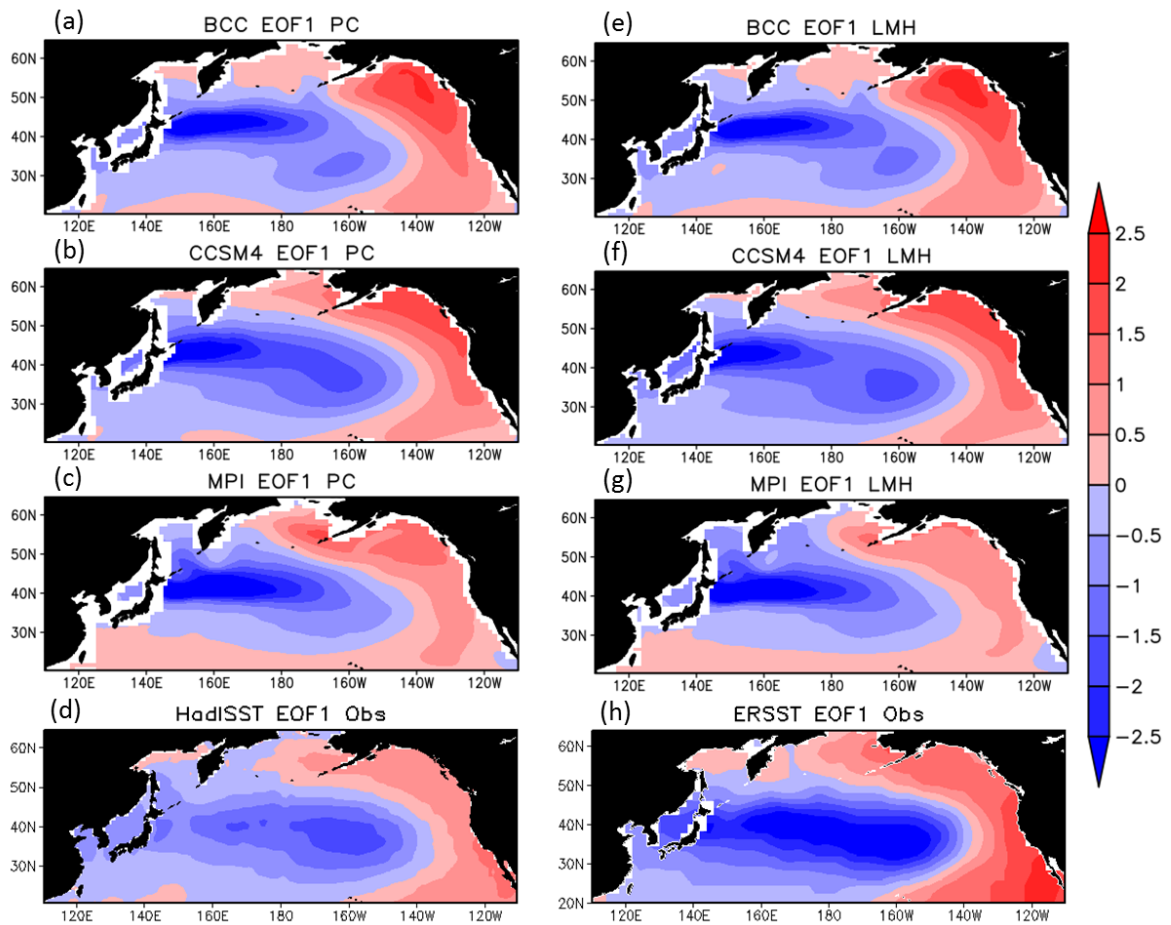 (a)
BCC EOF1 PC
60N
50N
40N
30N
120E 140E 160E 180 160W 140W 120W
(b)
CCSM4 EOF1 PC
60N
50N
40N
30N
120E 140E 160E 180 160W 140W 120W
(c)
MPI EOF1 PC
60N
50N
40N
30N
120E 140E 160E 180 160W 140W 120W
(d)
HadISST EOF1 Obs
60N
50N
40N
30N
120E 140E 160E 180 160W 140W 120W
(e)
BCC EOF1 LMH
60N
50N
40N
30N
120E 140E 160E 180 160W 140W 120W
(f)
CCSM4 EOF1 LMH
60N
50N
40N
30N
120E 140E 160E 180 160W 140W 120W
(g)
MPI EOF1 LMH
60N
50N
40N
30N
120E 140E 160E 180 160W 140W 120W
(h)
ERSST EOF1 Obs
60N
50N
40N
30N
20N
120E 140E 160E 180 160W 140W 120W
2.5
2
1.5
1
0.5
0
−0.5
−1
−1.5
−2
−2.5